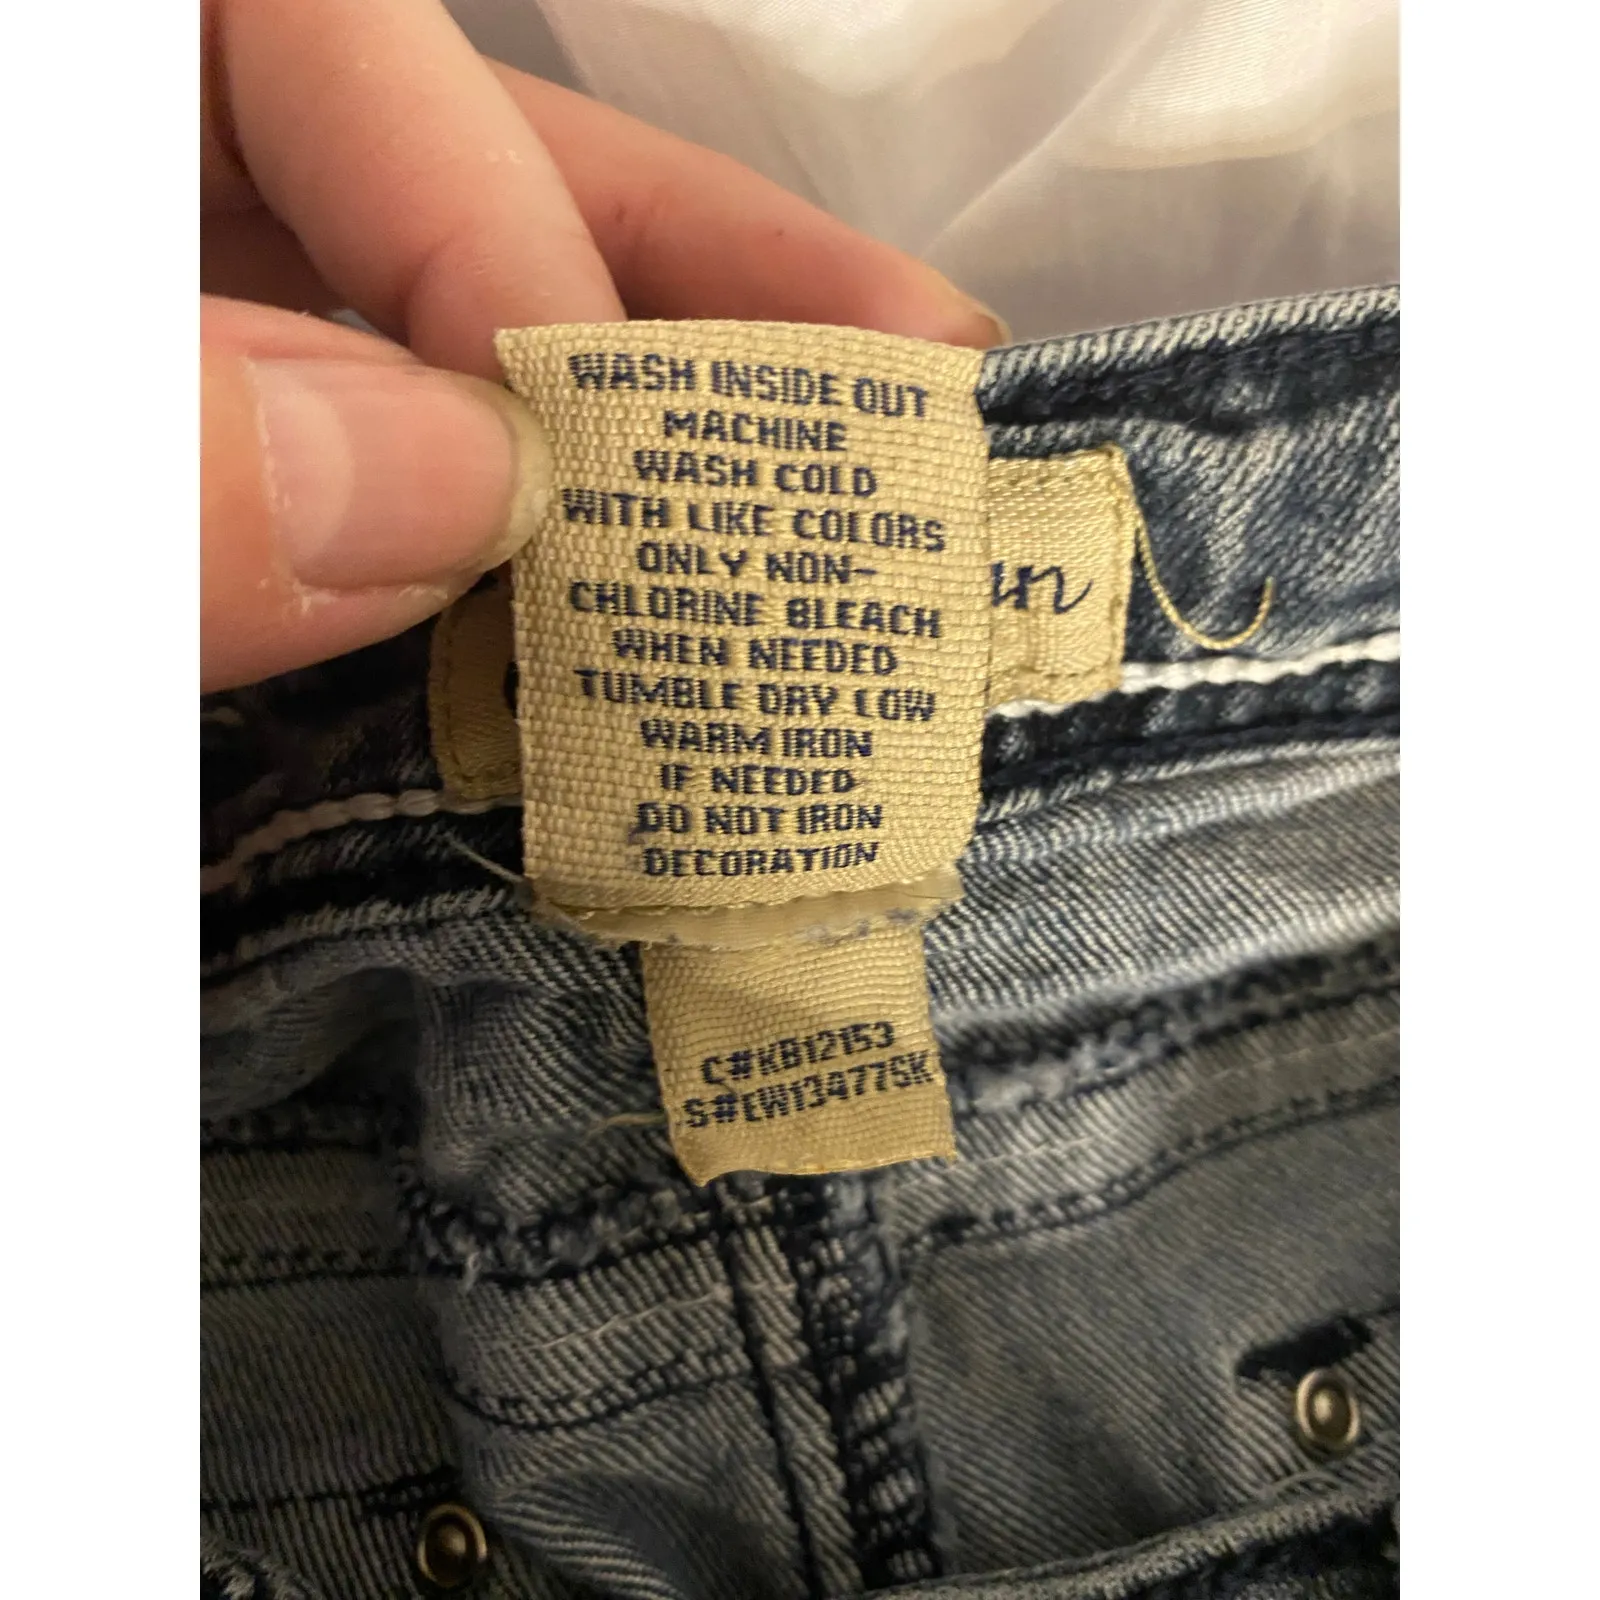 WASH INSIDE OUT
MACHINE
WASH COLD
WITH LIKE COLORS
ONLY NON-
CHLORINE BLEACH
WHEN NEEDED
TUMBLE DRY LOW
WARM IRON
IF NEEDED
DO NOT IRON
DECORATION
C#KB12153
S#EW13477SK